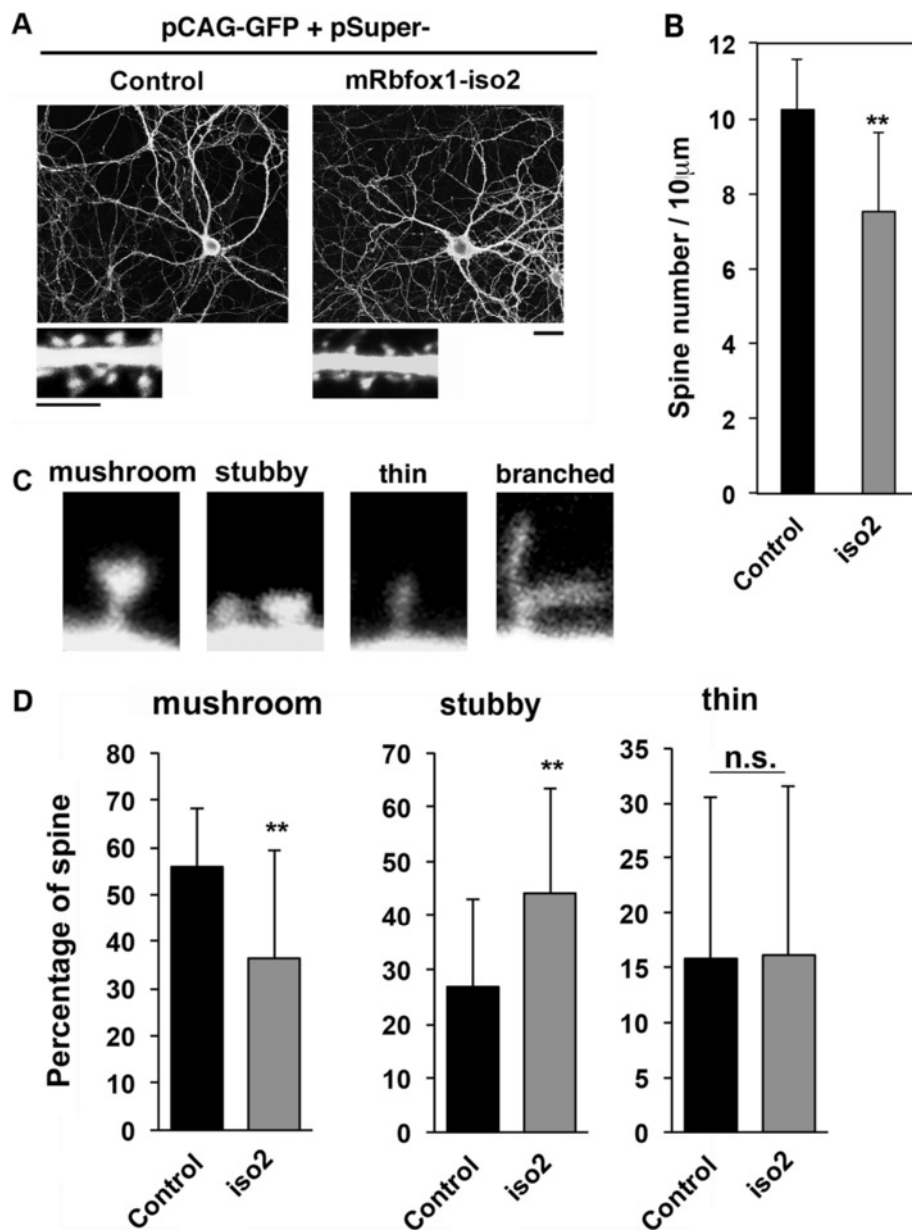 A
pCAG-GFP + pSuper-
Control
mRbfox1-iso2
B
12
10
8
6
4
2
0
Spine number / 10μm
**
Control
iso2
C
mushroom
stubby
thin
branched
D
mushroom
Percentage of spine
80
70
60
50
40
30
20
10
0
**
Control
iso2
stubby
70
60
50
40
30
20
10
0
**
Control
iso2
thin
35
30
25
20
15
10
5
0
n.s.
Control
iso2